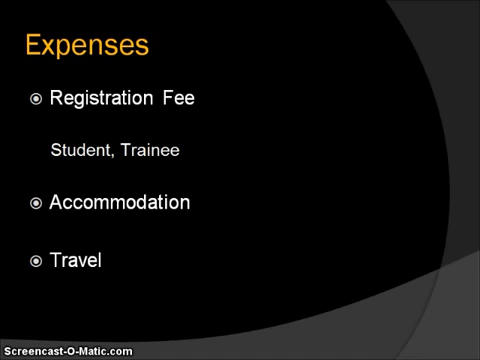 Expenses
Registration Fee
Student, Trainee
Accommodation
Travel
Screencast-O-Matic.com